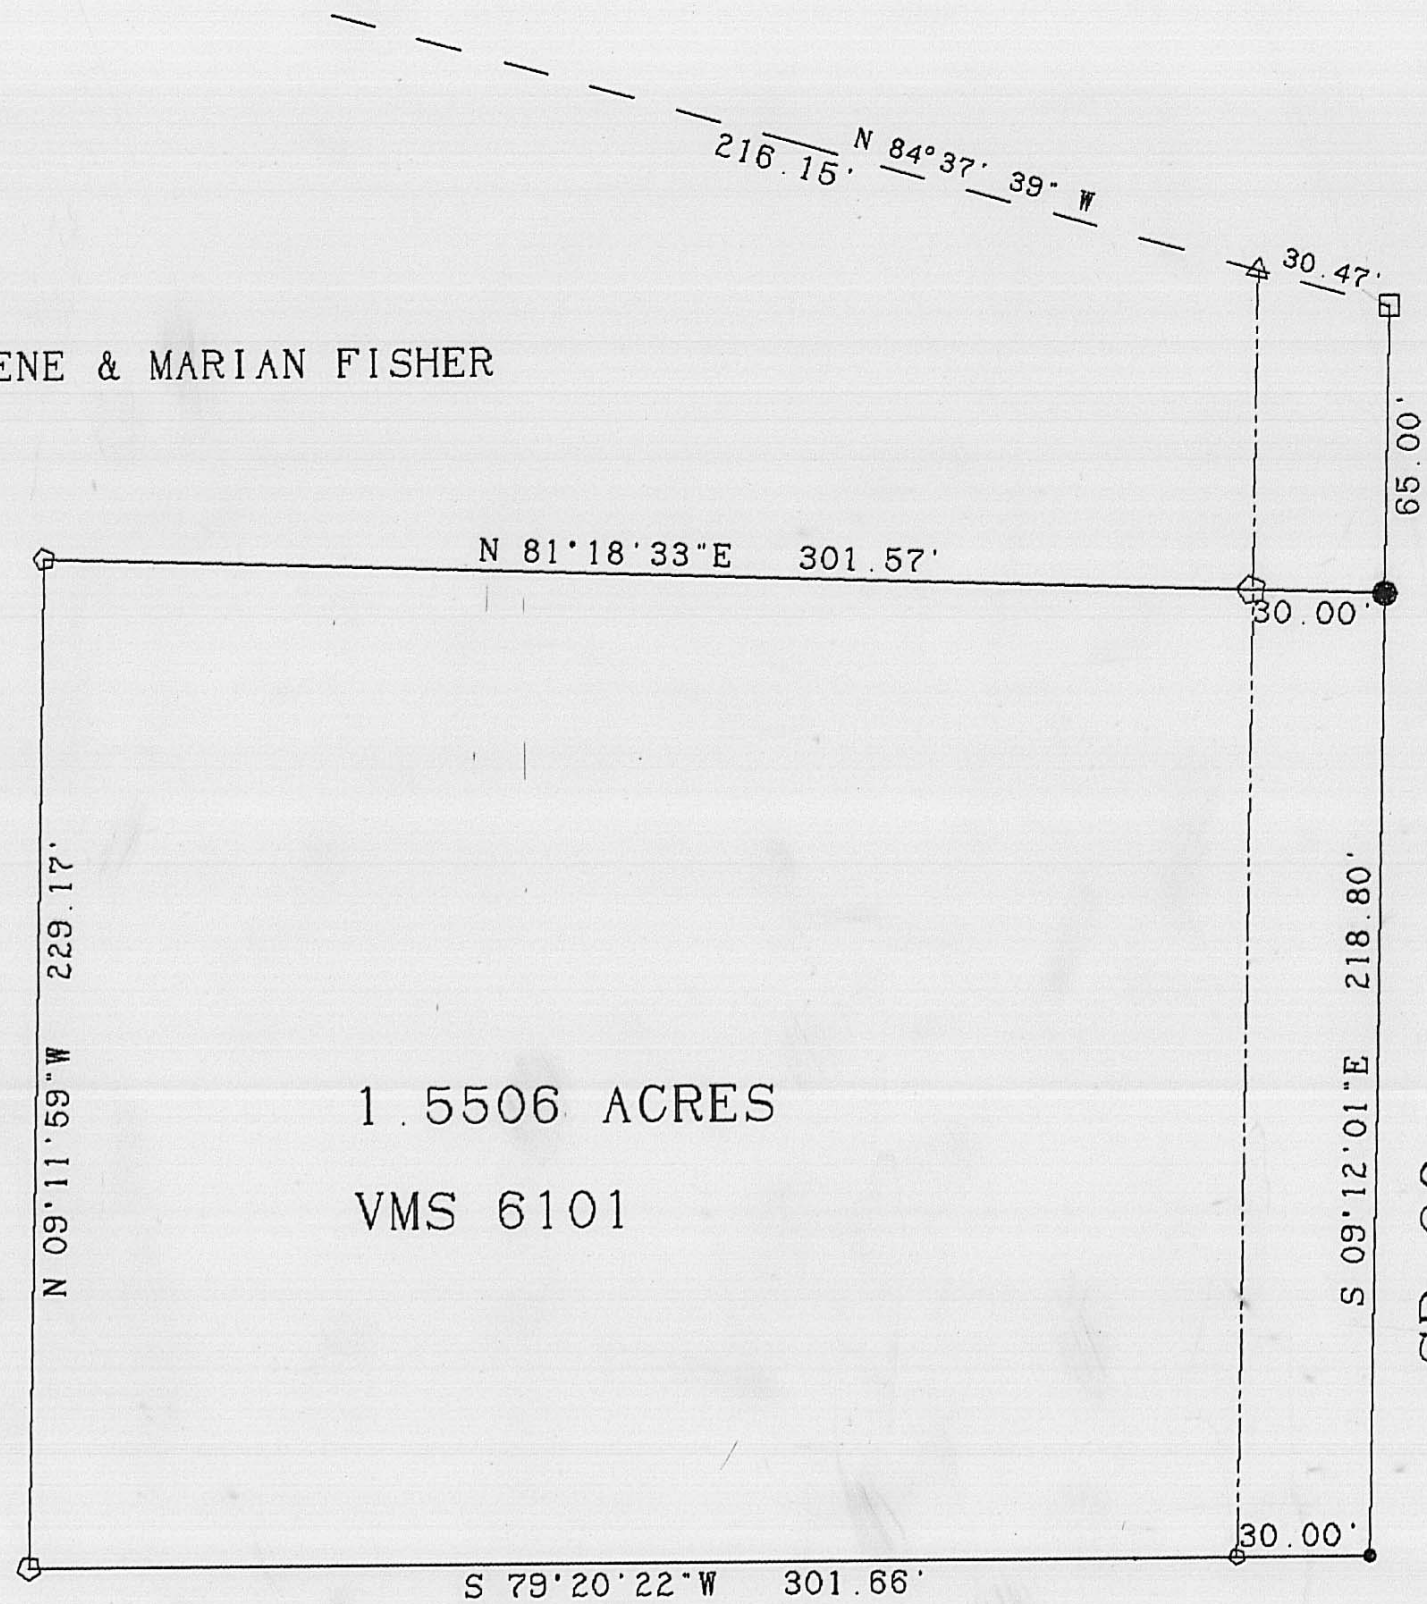 N 84°37' 39" W
216.15'
30.47'
ENE & MARIAN FISHER
65.00'
N 81°18'33"E 301.57'
30.00'
N 09°11'59"W 229.17'
S 09°12'01"E 218.80'
1.5506 ACRES
VMS 6101
30.00'
S 79°20'22"W 301.66'